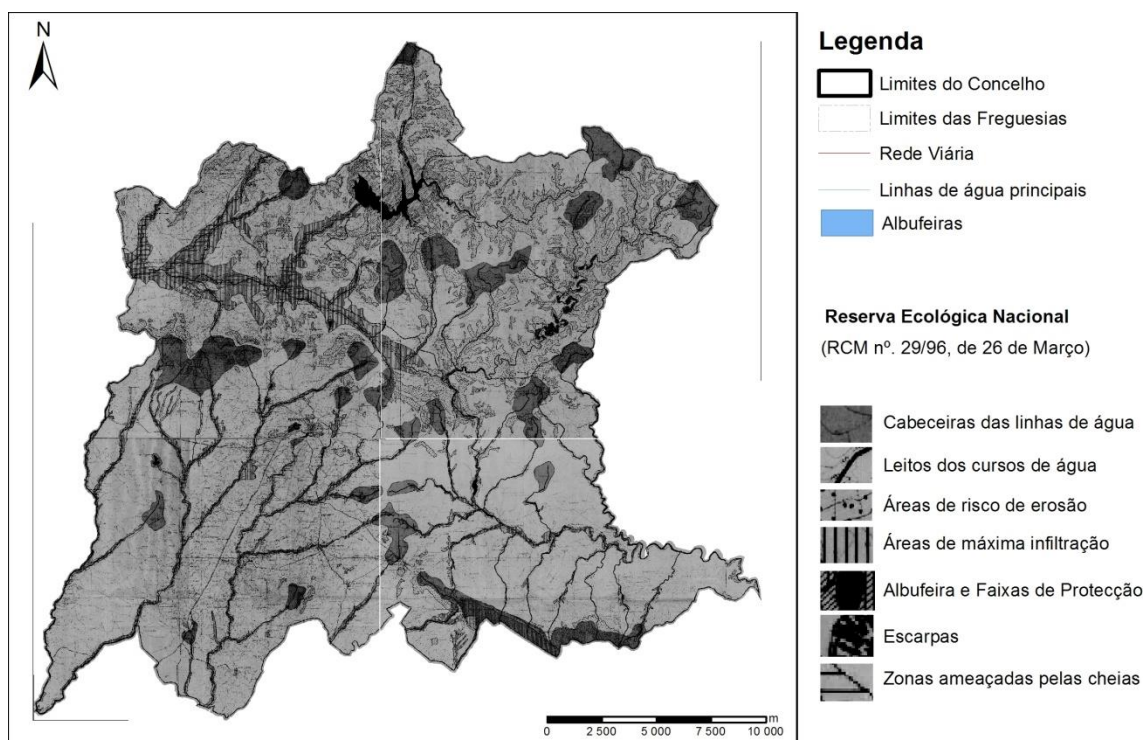 N
Legenda
Limites do Concelho
Limites das Freguesias
Rede Viária
Linhas de água principais
Albufeiras
Reserva Ecológica Nacional
(RCM nº. 29/96, de 26 de Março)
Cabeceiras das linhas de água
Leitos dos cursos de água
Áreas de risco de erosão
Áreas de máxima infiltração
Albufeira e Faixas de Protecção
Escarpas
Zonas ameaçadas pelas cheias
m
0 2 500 5 000 7 500 10 000